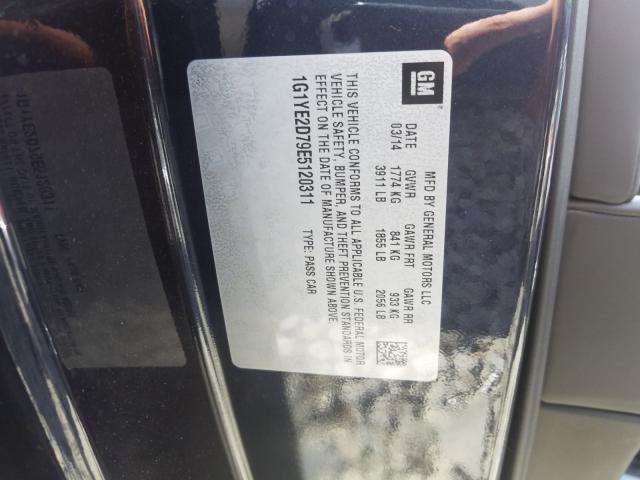 GM
MFD BY GENERAL MOTORS LLC
DATE GVWR GAWR FRT GAWR RR
03/14 1774 KG 841 KG 933 KG
3911 LB 1855 LB 2056 LB
THIS VEHICLE CONFORMS TO ALL APPLICABLE U.S. FEDERAL MOTOR
VEHICLE SAFETY, BUMPER, AND THEFT PREVENTION STANDARDS IN
EFFECT ON THE DATE OF MANUFACTURE SHOWN ABOVE.
1G1YE2D79E5120311 TYPE: PASS CAR